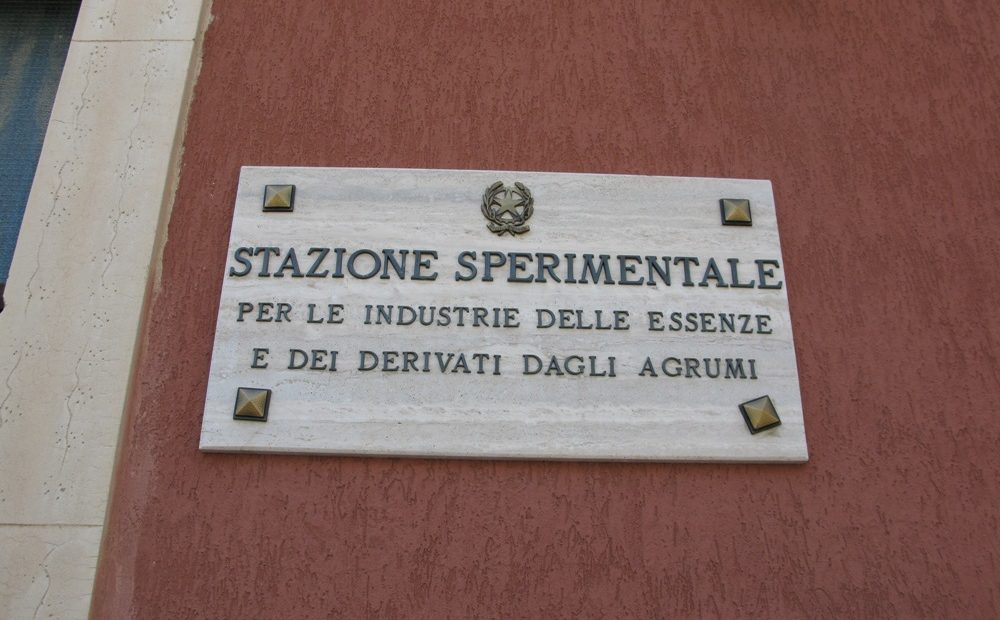 STAZIONE SPERIMENTALE
PER LE INDUSTRIE DELLE ESSENZE
E DEI DERIVATI DAGLI AGRUMI